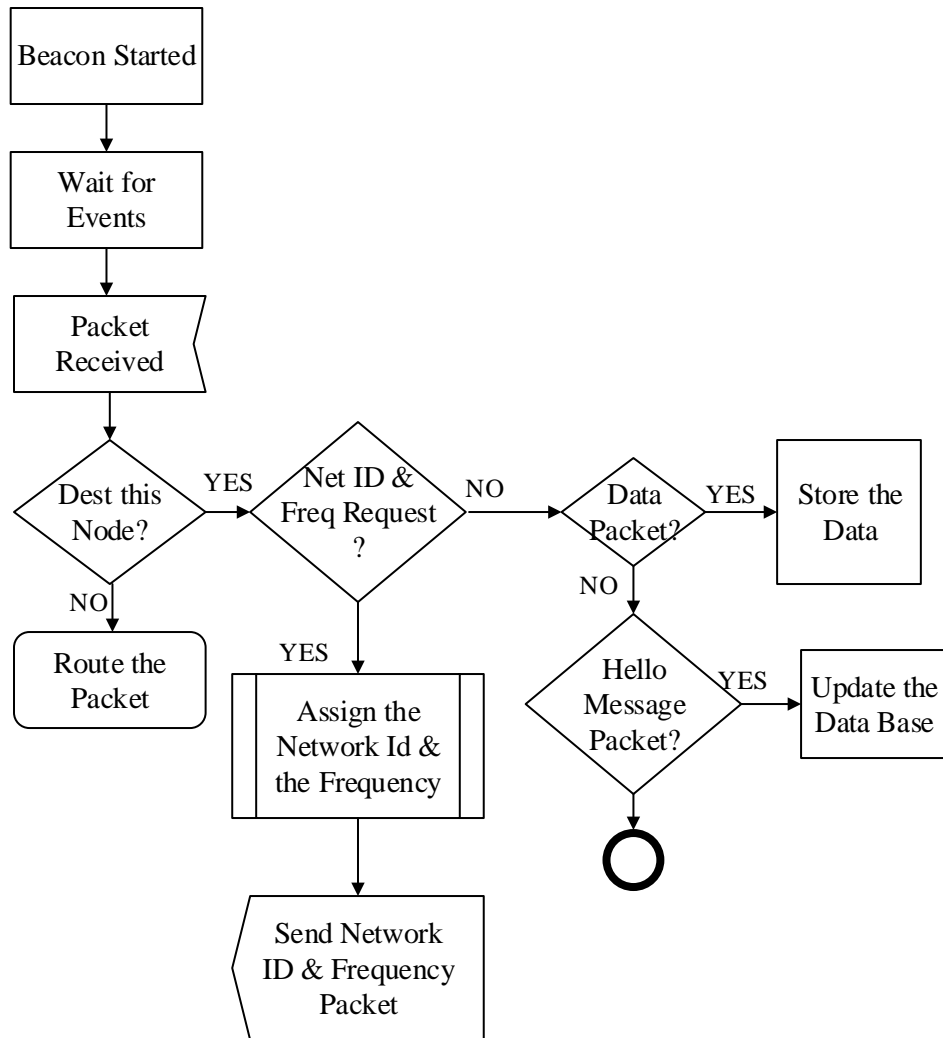 Beacon Started
Wait for
Events
Packet
Received
Dest this
Node?
YES
NO
Route the
Packet
Net ID &
Freq Request
?
NO
YES
Assign the
Network Id &
the Frequency
Send Network
ID & Frequency
Packet
Data
Packet?
YES
NO
Store the
Data
Hello
Message
Packet?
YES
Update the
Data Base